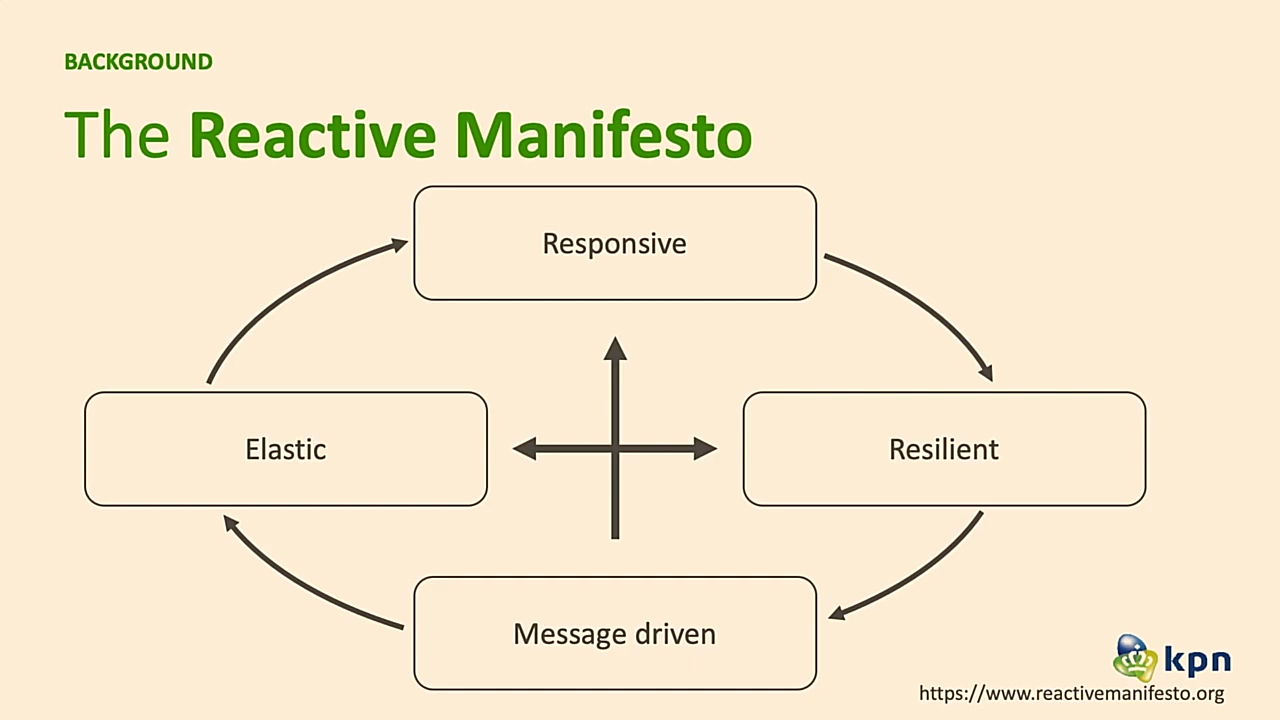 BACKGROUND
The Reactive Manifesto
Responsive
Elastic
Resilient
Message driven
kpn
https://www.reactivemanifesto.org